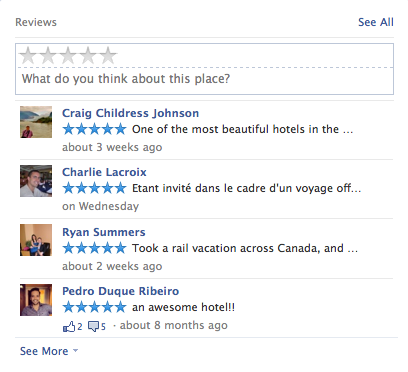 Reviews See All
What do you think about this place?
Craig Childress Johnson
One of the most beautiful hotels in the ...
about 3 weeks ago
Charlie Lacroix
Etant invité dans le cadre d'un voyage off...
on Wednesday
Ryan Summers
Took a rail vacation across Canada, and ...
about 2 weeks ago
Pedro Duque Ribeiro
an awesome hotel!!
2 5 · about 8 months ago
See More